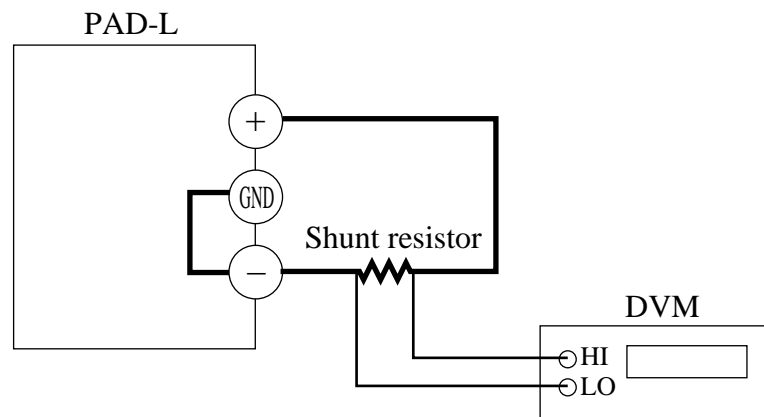 PAD-L
+
GND
−
Shunt resistor
DVM
HI
LO